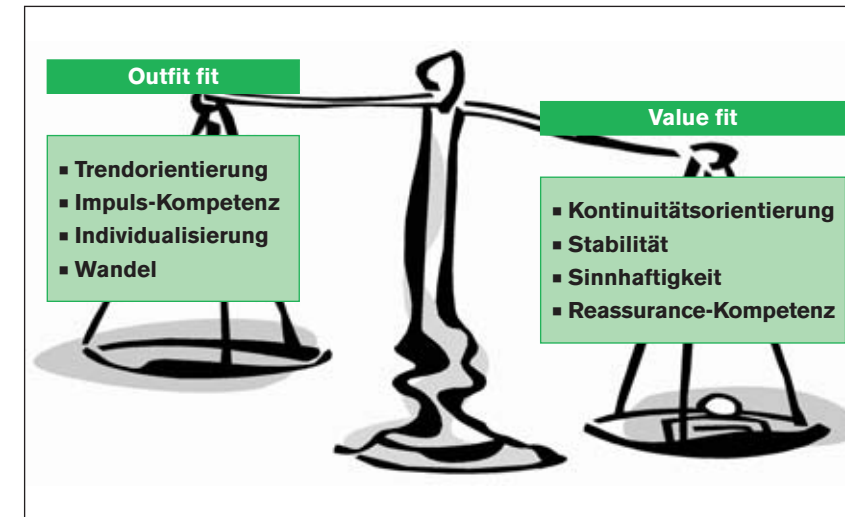 Outfit fit
▪ Trendorientierung
▪ Impuls-Kompetenz
▪ Individualisierung
▪ Wandel
Value fit
▪ Kontinuitätsorientierung
▪ Stabilität
▪ Sinnhaftigkeit
▪ Reassurance-Kompetenz